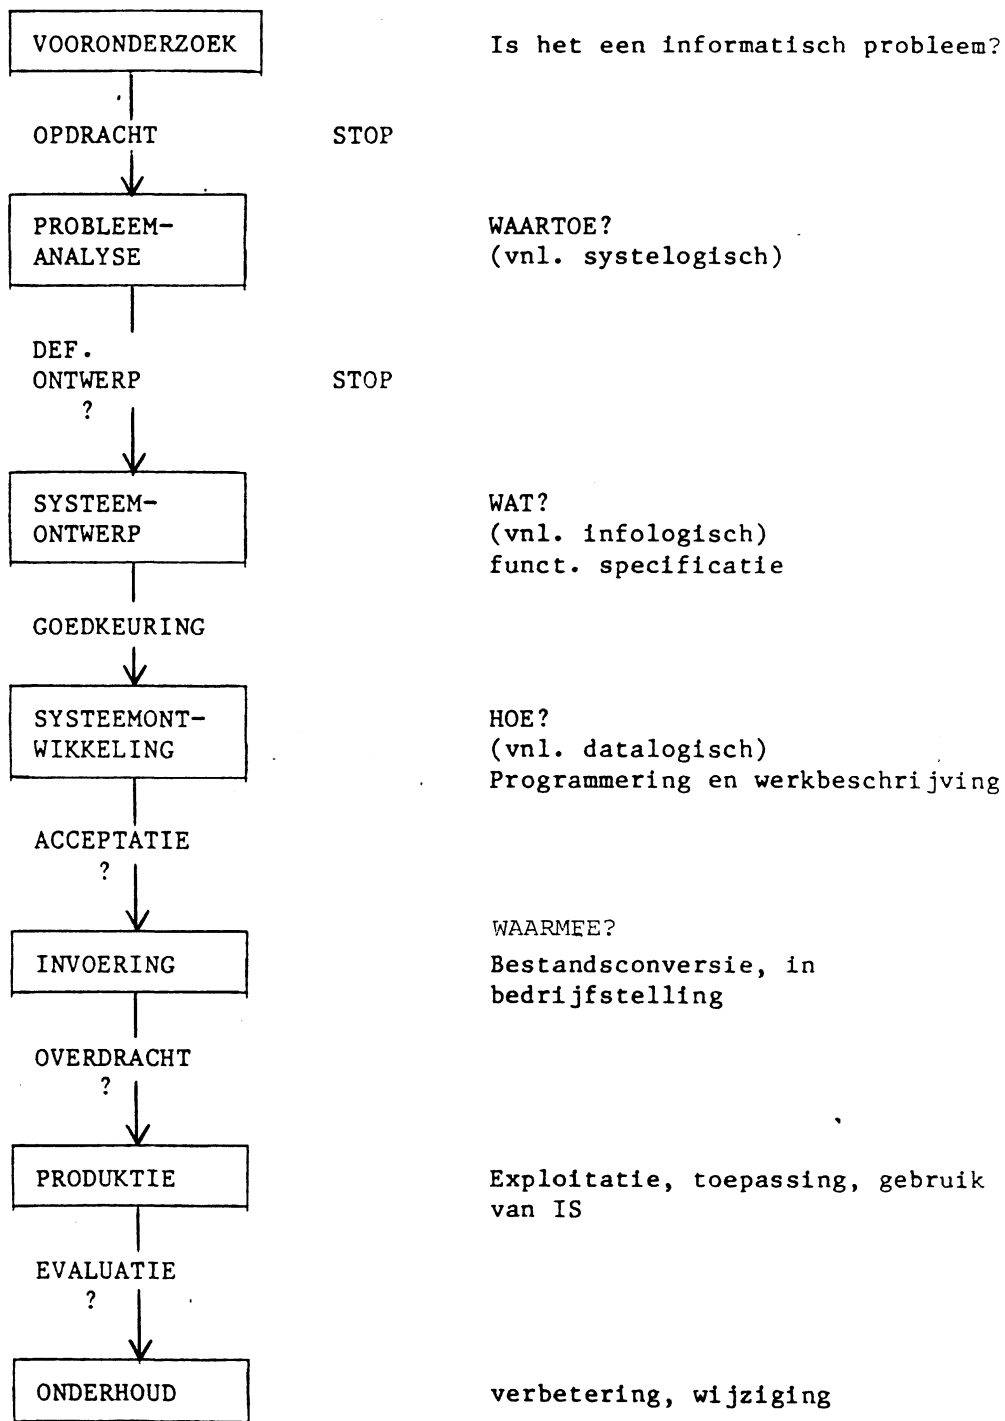 VOORONDERZOEK
Is het een informatisch probleem?
OPDRACHT
STOP
PROBLEEM-
ANALYSE
WAARTOE?
(vnl. systelogisch)
DEF.
ONTWERP
?
STOP
SYSTEEM-
ONTWERP
WAT?
(vnl. infologisch)
funct. specificatie
GOEDKEURING
SYSTEEMONT-
WIKKELING
HOE?
(vnl. datalogisch)
Programmering en werkbeschrijving
ACCEPTATIE
?
INVOERING
WAARMEE?
Bestandsconversie, in
bedrijfstelling
OVERDRACHT
?
PRODUKTIE
Exploitatie, toepassing, gebruik
van IS
EVALUATIE
?
ONDERHOUD
verbetering, wijziging